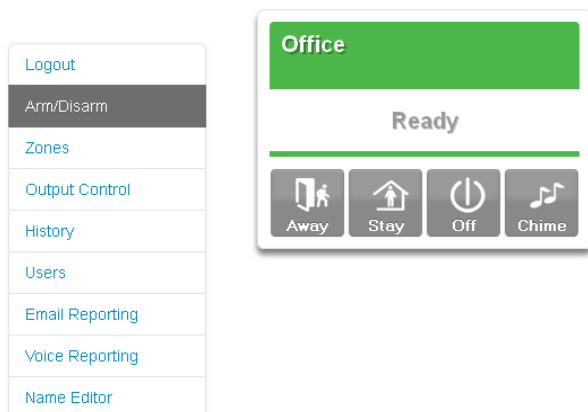 Logout
Arm/Disarm
Zones
Output Control
History
Users
Email Reporting
Voice Reporting
Name Editor
Office
Ready
Away Stay Off Chime